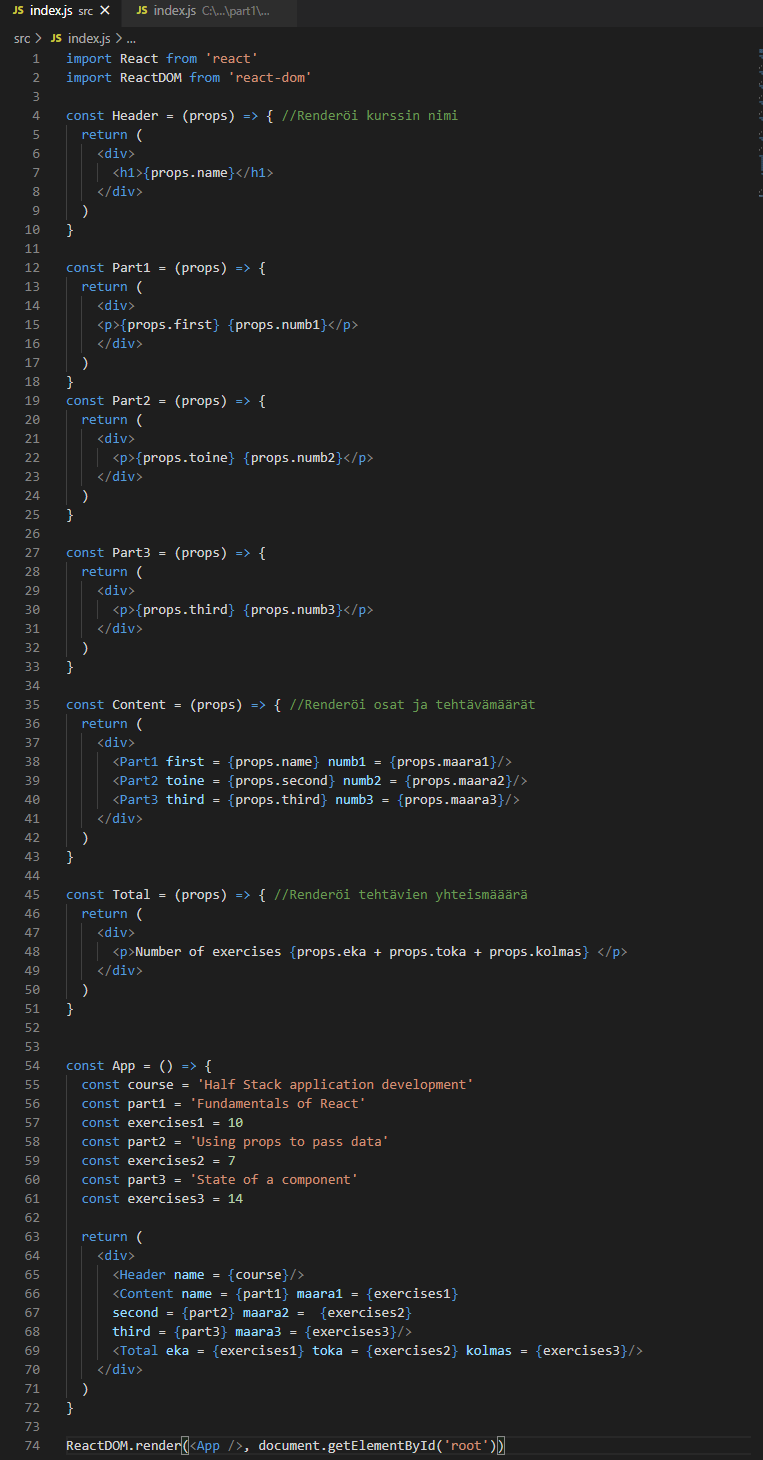 JS index.js src × JS index.js C:\...\part1\...
src > JS index.js > ...
1 import React from 'react'
2 import ReactDOM from 'react-dom'
3
4 const Header = (props) => { //Renderöi kurssin nimi
5 return (
6 <div>
7 <h1>{props.name}</h1>
8 </div>
9 )
10 }
11
12 const Part1 = (props) => {
13 return (
14 <div>
15 <p>{props.first} {props.numb1}</p>
16 </div>
17 )
18 }
19 const Part2 = (props) => {
20 return (
21 <div>
22 <p>{props.toine} {props.numb2}</p>
23 </div>
24 )
25 }
26
27 const Part3 = (props) => {
28 return (
29 <div>
30 <p>{props.third} {props.numb3}</p>
31 </div>
32 )
33 }
34
35 const Content = (props) => { //Renderöi osat ja tehtävämäärät
36 return (
37 <div>
38 <Part1 first = {props.name} numb1 = {props.maara1}/>
39 <Part2 toine = {props.second} numb2 = {props.maara2}/>
40 <Part3 third = {props.third} numb3 = {props.maara3}/>
41 </div>
42 )
43 }
44
45 const Total = (props) => { //Renderöi tehtävien yhteismääärä
46 return (
47 <div>
48 <p>Number of exercises {props.eka + props.toka + props.kolmas} </p>
49 </div>
50 )
51 }
52
53
54 const App = () => {
55 const course = 'Half Stack application development'
56 const part1 = 'Fundamentals of React'
57 const exercises1 = 10
58 const part2 = 'Using props to pass data'
59 const exercises2 = 7
60 const part3 = 'State of a component'
61 const exercises3 = 14
62
63 return (
64 <div>
65 <Header name = {course}/>
66 <Content name = {part1} maara1 = {exercises1}
67 second = {part2} maara2 =  {exercises2}
68 third = {part3} maara3 = {exercises3}/>
69 <Total eka = {exercises1} toka = {exercises2} kolmas = {exercises3}/>
70 </div>
71 )
72 }
73
74 ReactDOM.render(<App />, document.getElementById('root'))